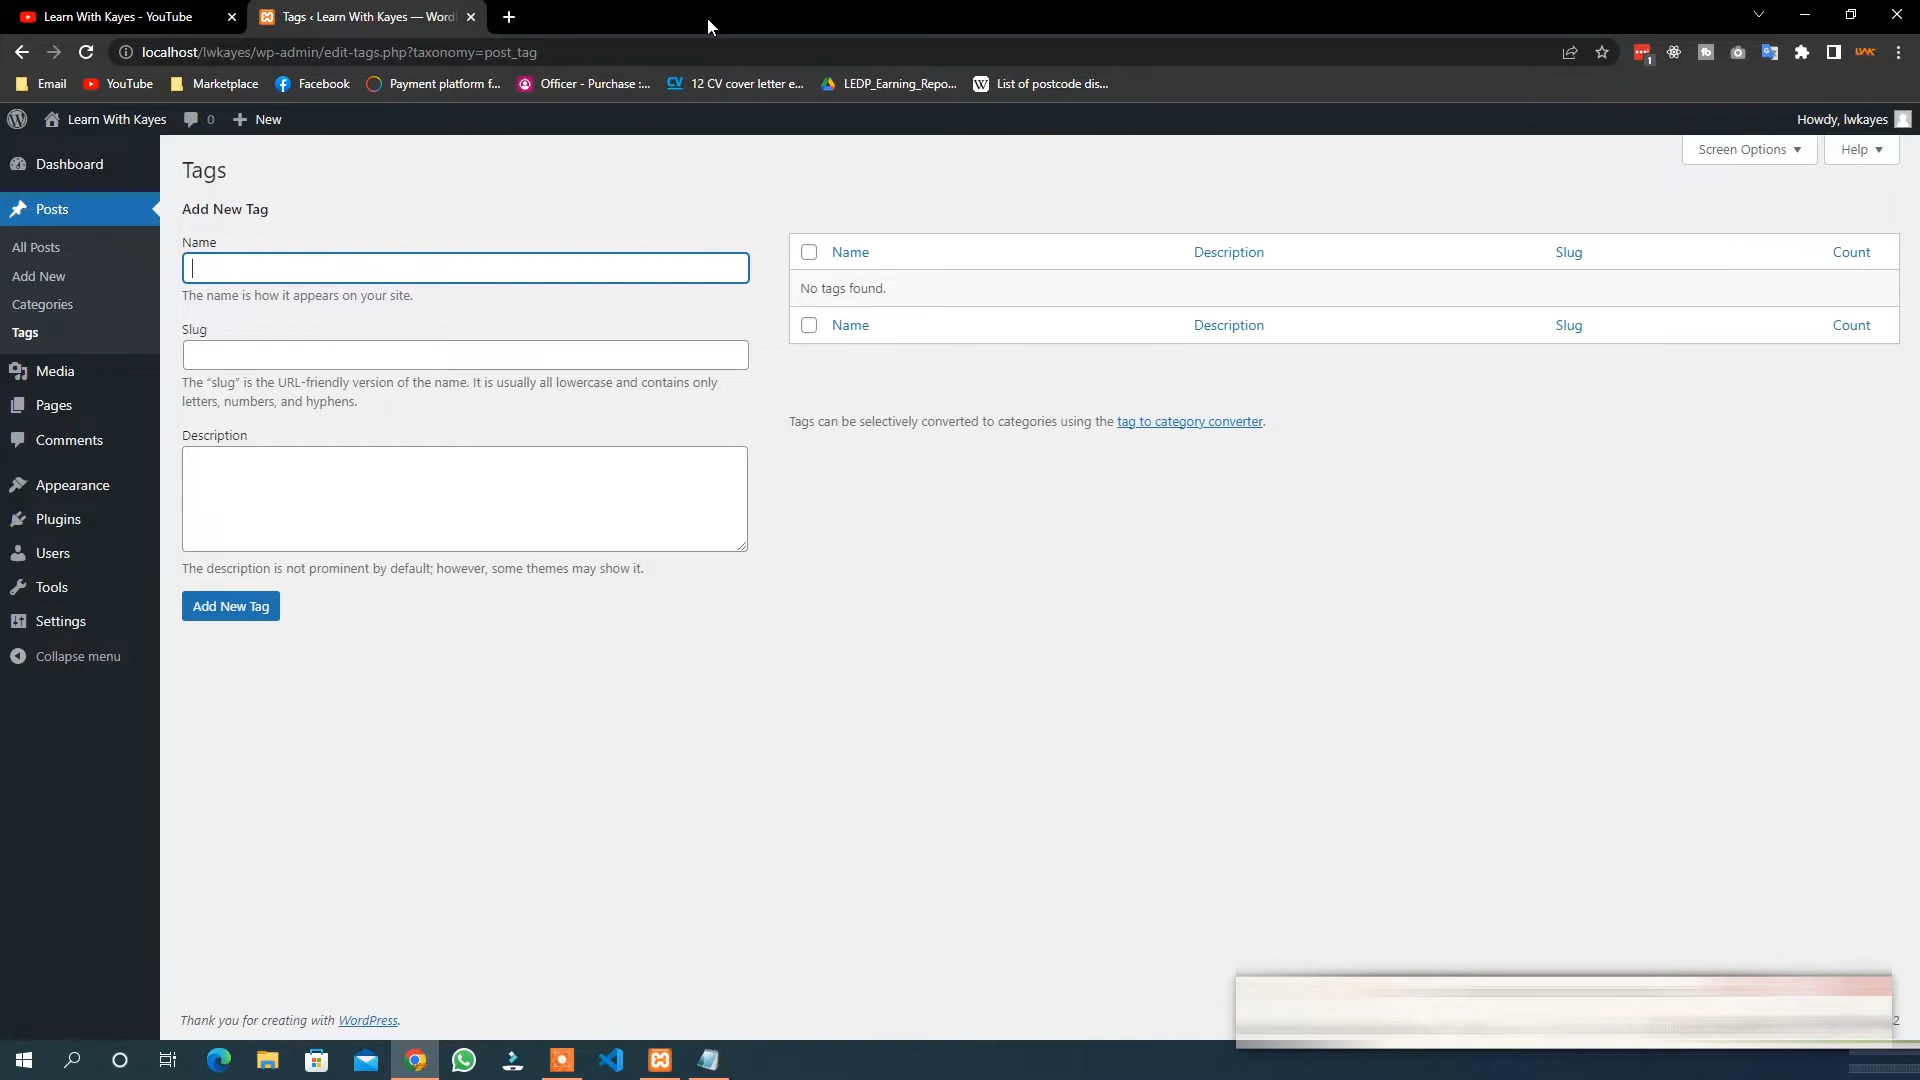 Learn With Kayes - YouTube
Tags ‹ Learn With Kayes — Word
localhost/lwkayes/wp-admin/edit-tags.php?taxonomy=post_tag
1
Email
YouTube
Marketplace
Facebook
Payment platform f...
Officer - Purchase :...
CV
12 CV cover letter e...
LEDP_Earning_Repo...
W
List of postcode dis...
Learn With Kayes
0
New
Howdy, lwkayes
Dashboard
Posts
All Posts
Add New
Categories
Tags
Media
Pages
Comments
Appearance
Plugins
Users
Tools
Settings
Collapse menu
Screen Options
Help
Tags
Add New Tag
Name
The name is how it appears on your site.
Slug
The “slug” is the URL-friendly version of the name. It is usually all lowercase and contains only
letters, numbers, and hyphens.
Description
The description is not prominent by default; however, some themes may show it.
Add New Tag
Name Description Slug Count
No tags found.
Name Description Slug Count
Tags can be selectively converted to categories using the tag to category converter.
Thank you for creating with WordPress.
2